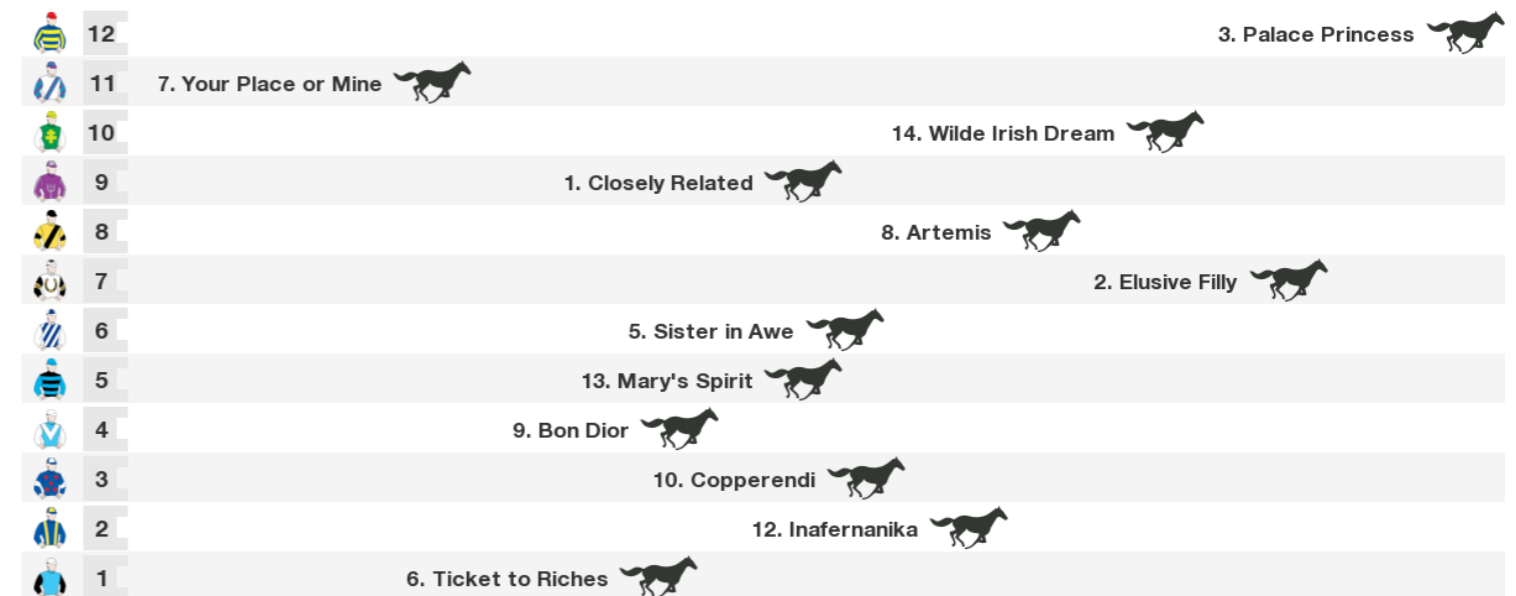 12 3. Palace Princess
11 7. Your Place or Mine
10 14. Wilde Irish Dream
9 1. Closely Related
8 8. Artemis
7 2. Elusive Filly
6 5. Sister in Awe
5 13. Mary's Spirit
4 9. Bon Dior
3 10. Copperendi
2 12. Inafernanika
1 6. Ticket to Riches